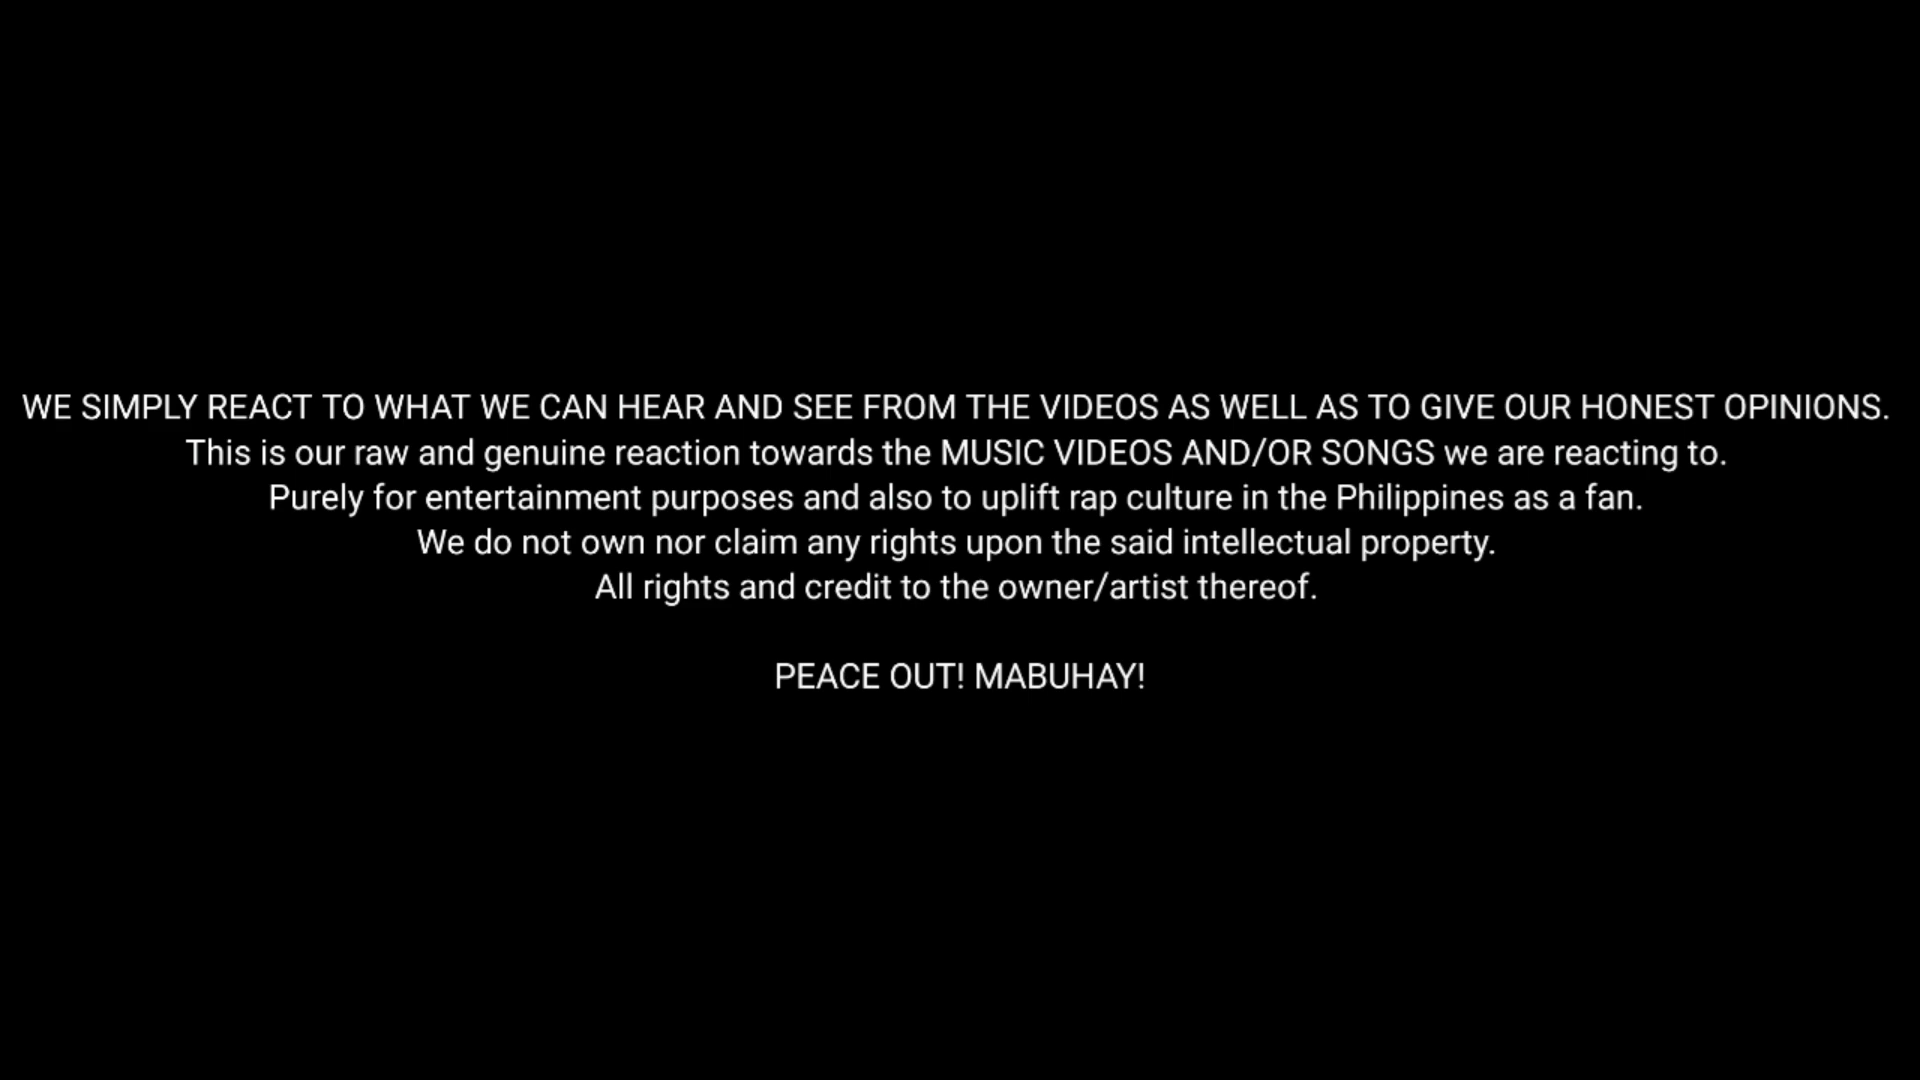 WE SIMPLY REACT TO WHAT WE CAN HEAR AND SEE FROM THE VIDEOS AS WELL AS TO GIVE OUR HONEST OPINIONS.
This is our raw and genuine reaction towards the MUSIC VIDEOS AND/OR SONGS we are reacting to.
Purely for entertainment purposes and also to uplift rap culture in the Philippines as a fan.
We do not own nor claim any rights upon the said intellectual property.
All rights and credit to the owner/artist thereof.
PEACE OUT! MABUHAY!